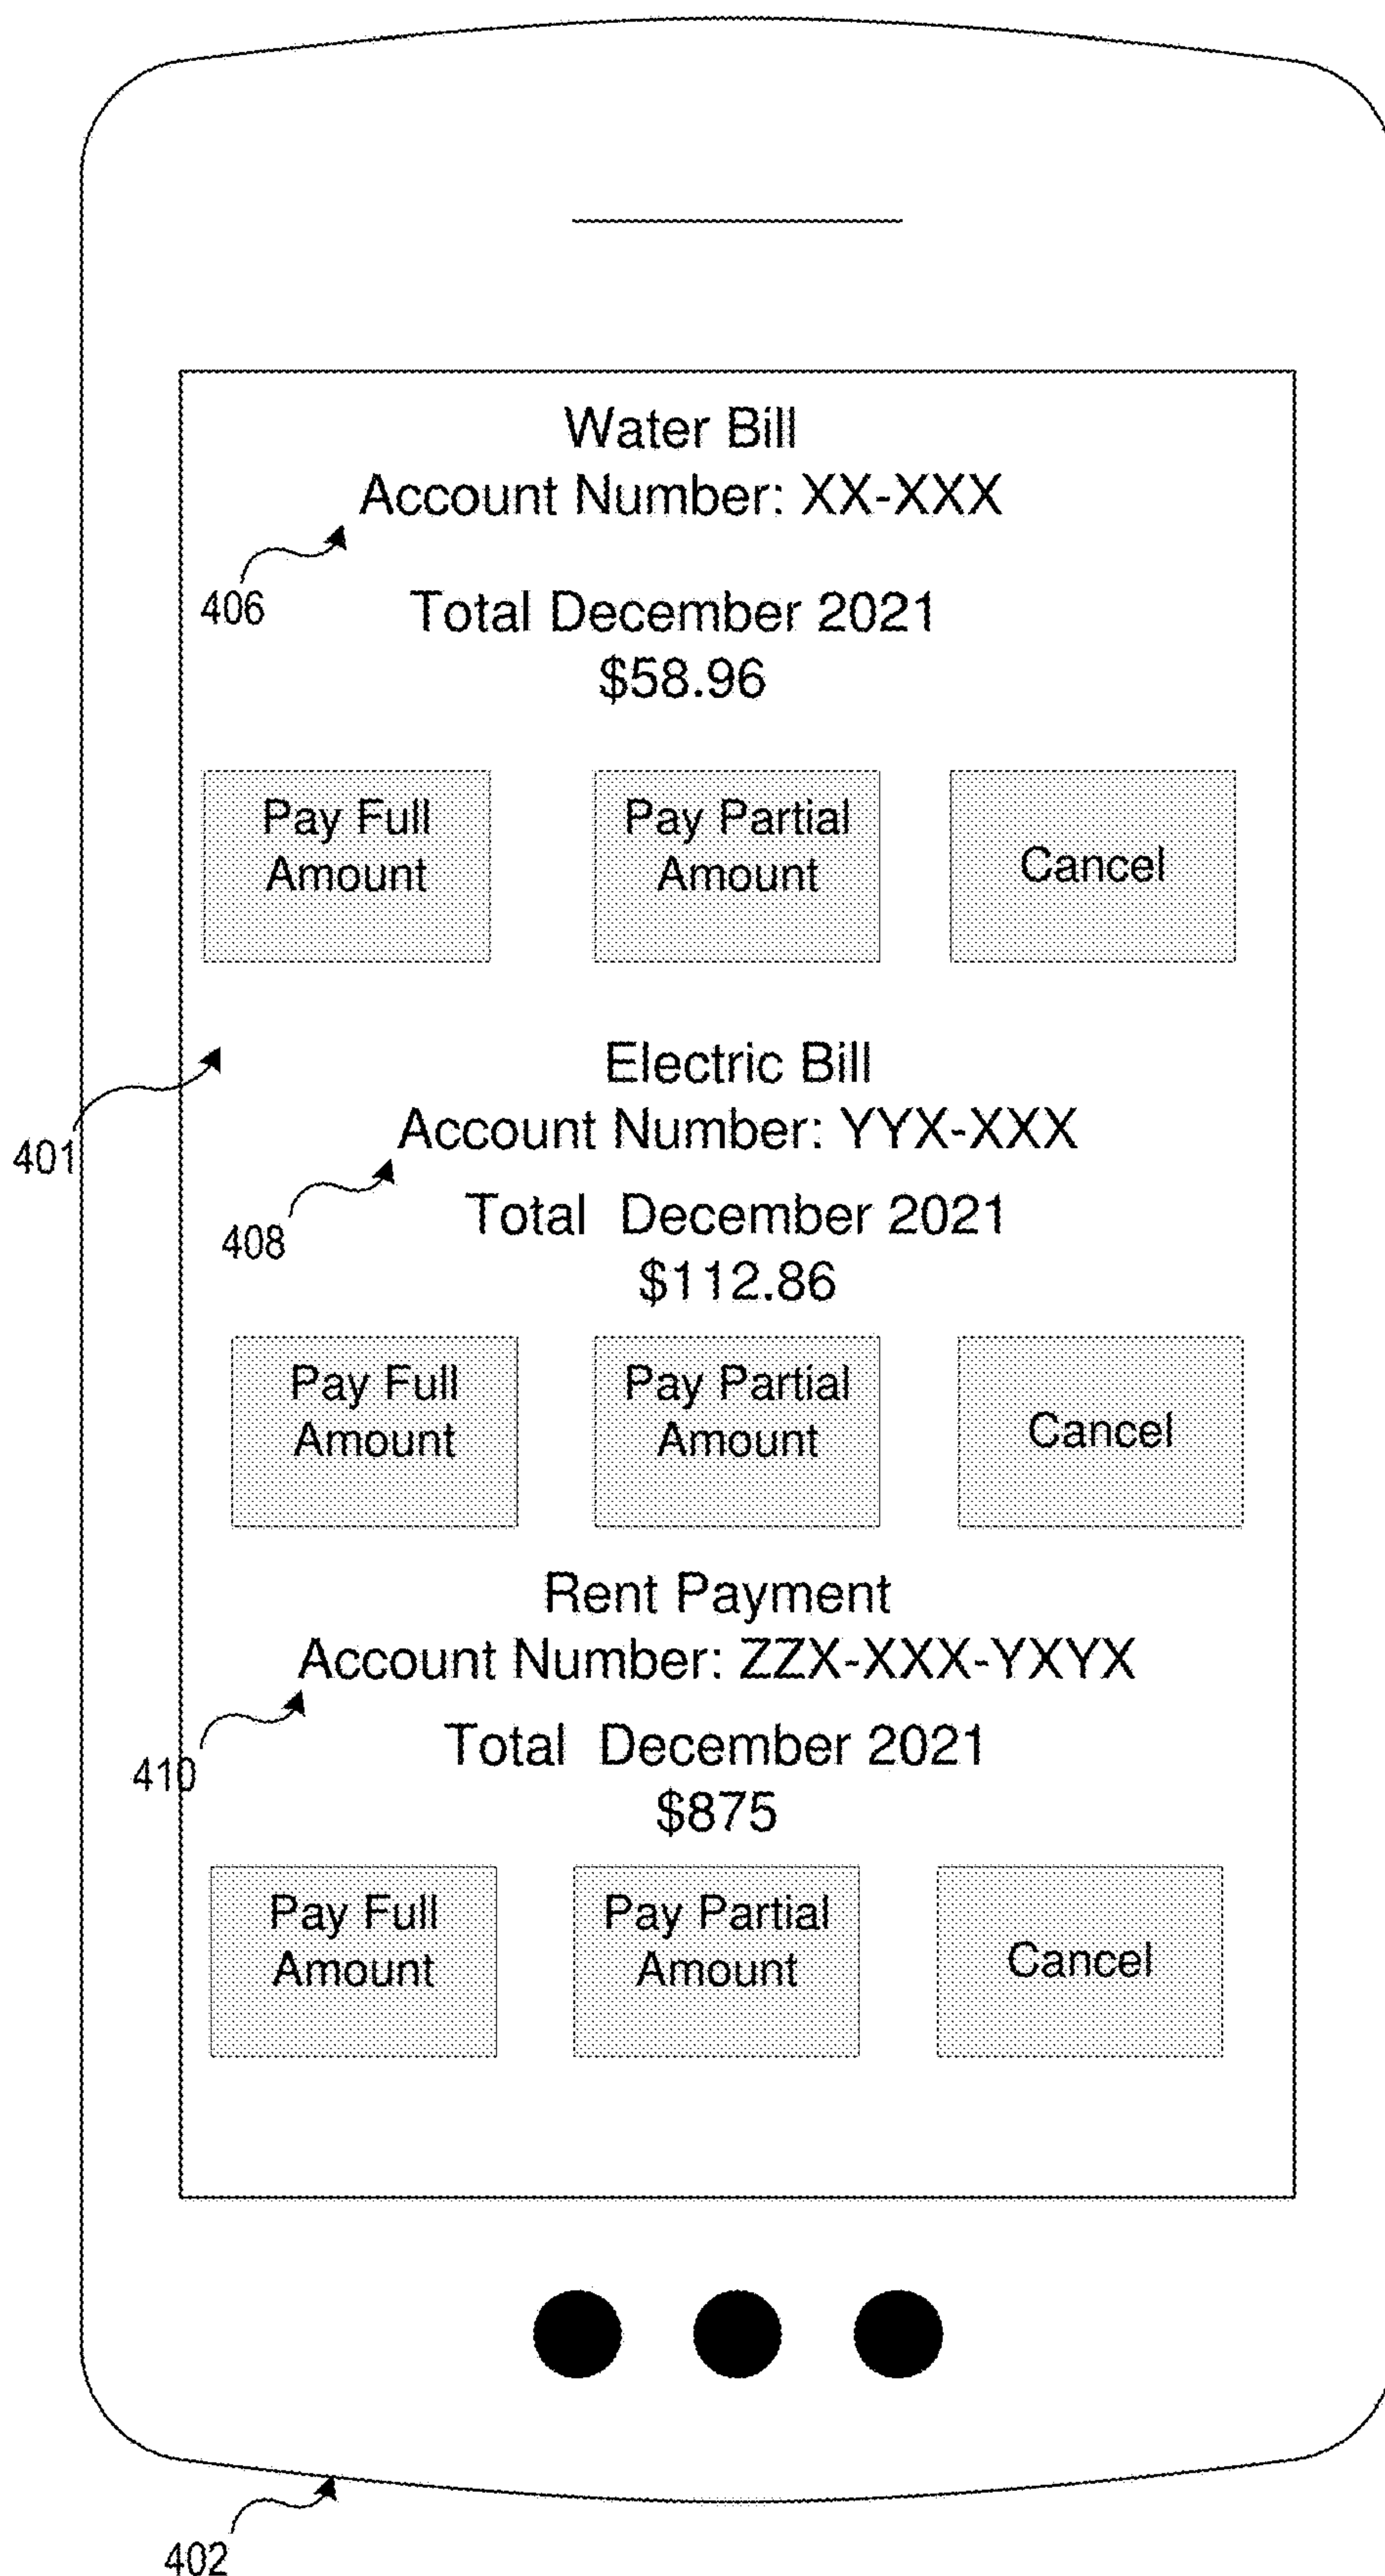 Water Bill
Account Number: XX-XXX
406
Total December 2021
$58.96
Pay Full
Amount
Pay Partial
Amount
Cancel
Electric Bill
Account Number: YYX-XXX
401
408
Total December 2021
$112.86
Pay Full
Amount
Pay Partial
Amount
Cancel
Rent Payment
Account Number: ZZX-XXX-YXYX
410
Total December 2021
$875
Pay Full
Amount
Pay Partial
Amount
Cancel
402